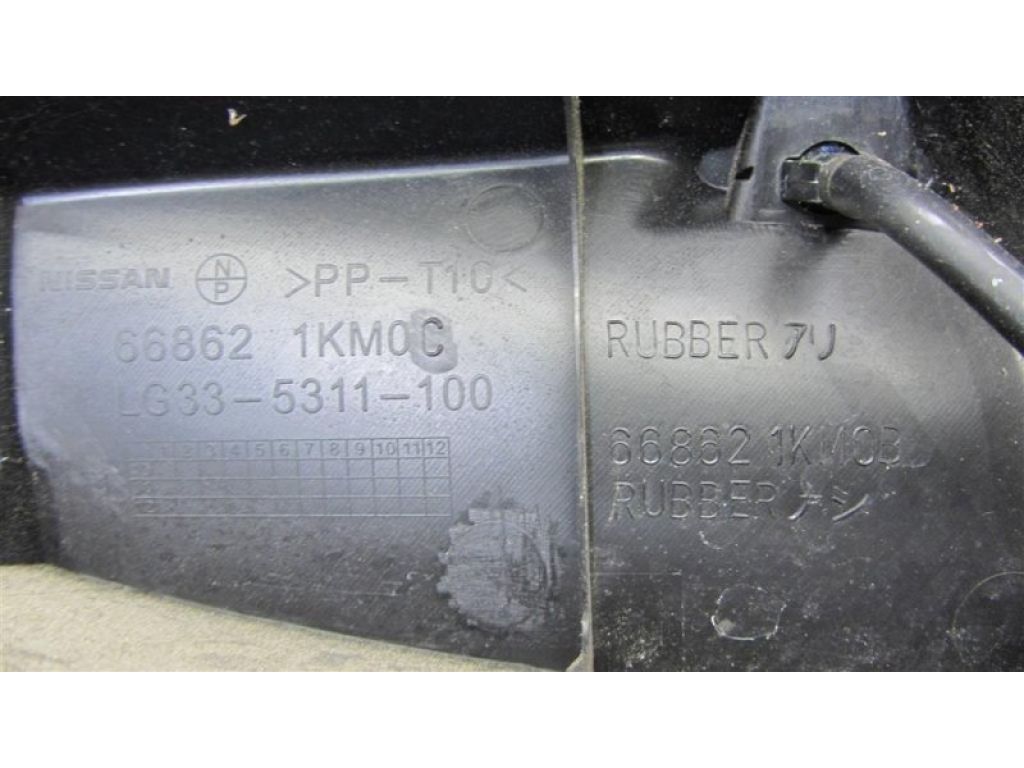 NISSAN N P >PP-T10<
66862 1KM0C
LG33-5311-100
1 2 3 4 5 6 7 8 9 10 11 12
RUBBER アリ
66862 1KM0B
RUBBER ナシ